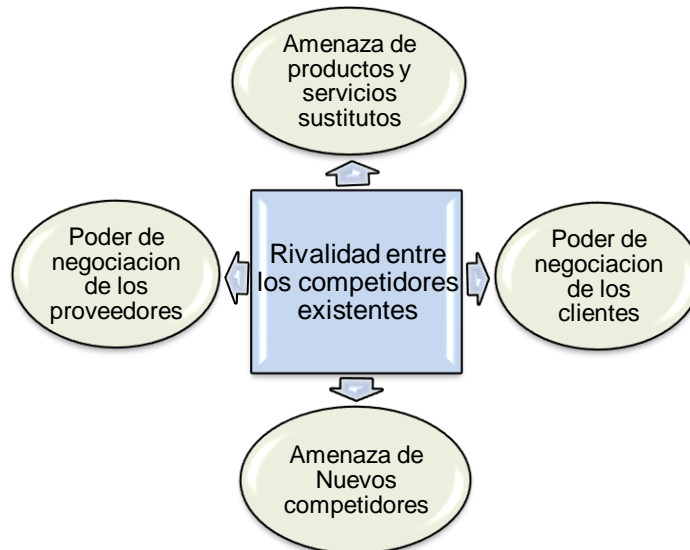 Amenaza de
productos y
servicios
sustitutos
Poder de
negociacion
de los
proveedores
Rivalidad entre
los competidores
existentes
Poder de
negociacion
de los
clientes
Amenaza de
Nuevos
competidores